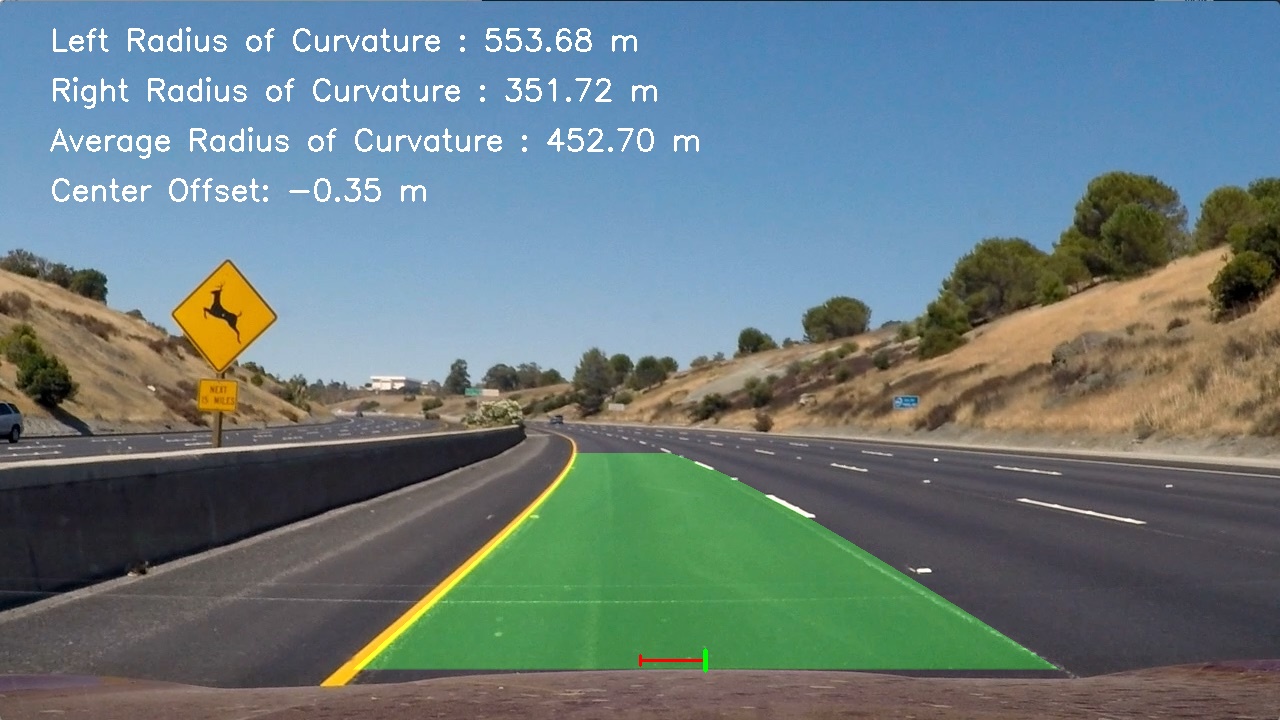 Left Radius of Curvature : 553.68 m
Right Radius of Curvature : 351.72 m
Average Radius of Curvature : 452.70 m
Center Offset: −0.35 m
NEXT
15 MILES